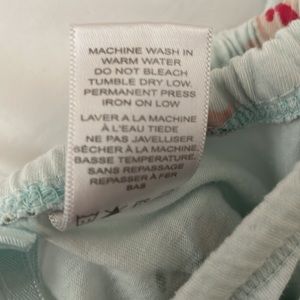 MACHINE WASH IN
WARM WATER
DO NOT BLEACH
TUMBLE DRY LOW.
PERMANENT PRESS
IRON ON LOW
LAVER A LA MACHINE
À L'EAU TIEDE
NE PAS JAVELLISER
SÉCHER À LA MACHINE,
BASSE TEMPERATURE,
SANS REPASSAGE
REPASSER À FER
BAS